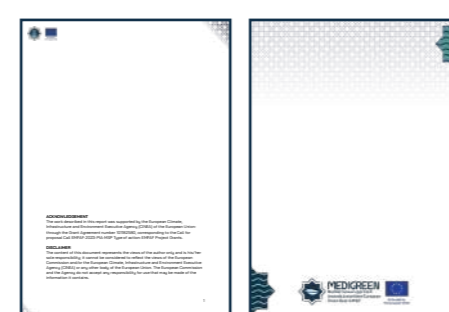 ACKNOWLEDGEMENT
The work described in this report was supported by the European Climate,
Infrastructure and Environment Executive Agency (CINEA) of the European Union
through the Grant Agreement number corresponding to the Call for
proposal Call EMFAF-2023-PIA-MSP Type of action EMFAF Project Grants.
DISCLAIMER
The content of this document represents the views of the author only and is his/her
sole responsibility; it cannot be considered to reflect the views of the European
Commission and/or the European Climate, Infrastructure and Environment Executive
Agency (CINEA) or any other body of the European Union. The European Commission
and the Agency do not accept any responsibility for use that may be made of the
information it contains.
MEDIGREEN